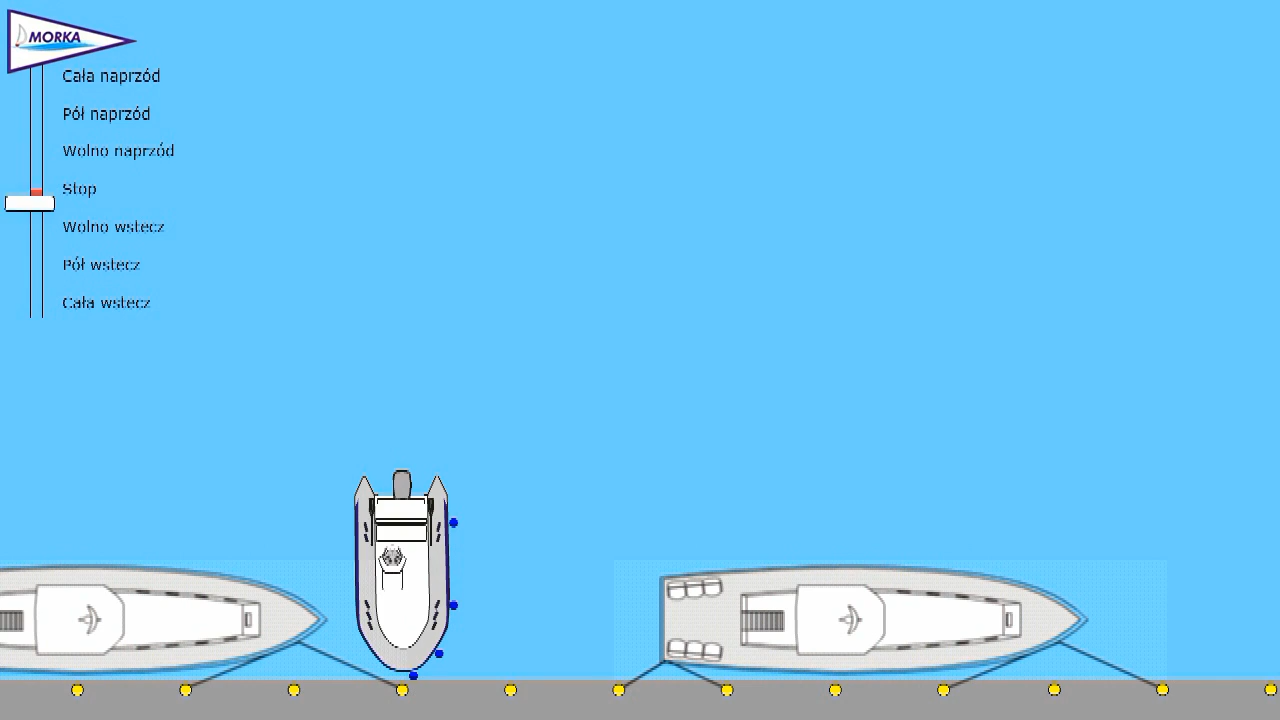 MORKA
Cała naprzód
Pół naprzód
Wolno naprzód
Stop
Wolno wstecz
Pół wstecz
Cała wstecz